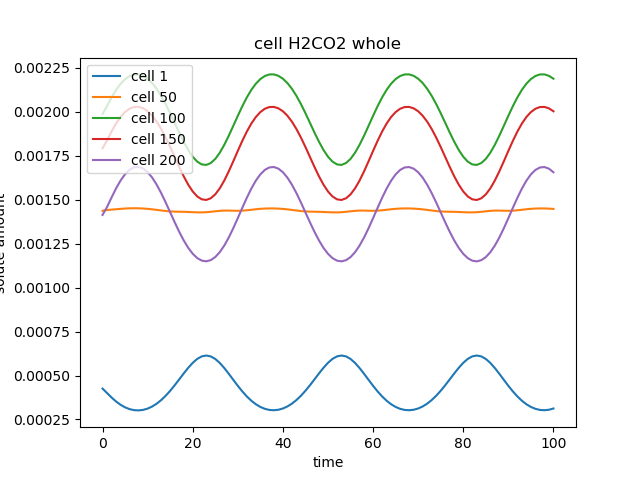 cell H2CO2 whole
0.00225
0.00200
0.00175
0.00150
0.00125
0.00100
0.00075
0.00050
0.00025
cell 1
cell 50
cell 100
cell 150
cell 200
0 20 40 60 80 100
time
solute amount